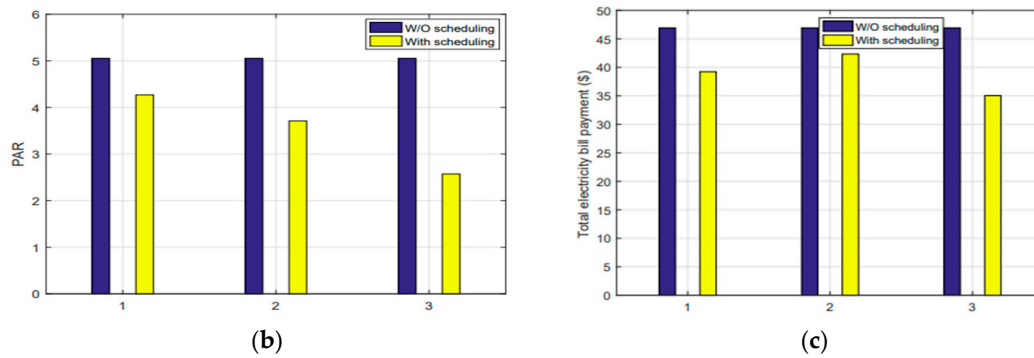 6
5
4
3
2
1
0
PAR
W/O scheduling
With scheduling
1 2 3
(b)
50
45
40
35
30
25
20
15
10
5
0
Total electricity bill payment ($)
W/O scheduling
With scheduling
1 2 3
(c)